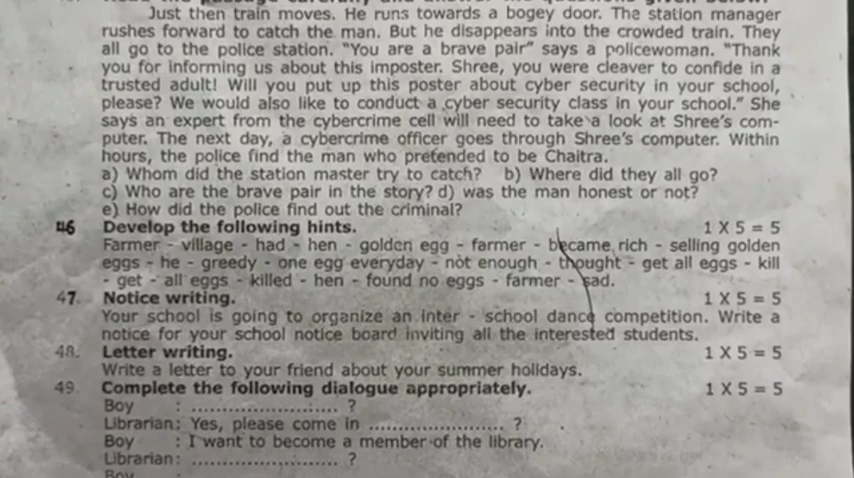 Just then train moves. He runs towards a bogey door. The station manager
rushes forward to catch the man. But he disappears into the crowded train. They
all go to the police station. "You are a brave pair" says a policewoman. "Thank
you for informing us about this imposter. Shree, you were cleaver to confide in a
trusted adult! Will you put up this poster about cyber security in your school,
please? We would also like to conduct a cyber security class in your school." She
says an expert from the cybercrime cell will need to take a look at Shree's com-
puter. The next day, a cybercrime officer goes through Shree's computer. Within
hours, the police find the man who pretended to be Chaitra.
a) Whom did the station master try to catch? b) Where did they all go?
c) Who are the brave pair in the story? d) was the man honest or not?
e) How did the police find out the criminal?
46 Develop the following hints. 1 X 5 = 5
Farmer - village - had - hen - golden egg - farmer - became rich - selling golden
eggs - he - greedy - one egg everyday - not enough - thought - get all eggs - kill
- get - all eggs - killed - hen - found no eggs - farmer - sad.
47. Notice writing. 1 X 5 = 5
Your school is going to organize an inter - school dance competition. Write a
notice for your school notice board inviting all the interested students.
48. Letter writing. 1 X 5 = 5
Write a letter to your friend about your summer holidays.
49. Complete the following dialogue appropriately. 1 X 5 = 5
Boy : ........................ ?
Librarian: Yes, please come in ...................... ?
Boy : I want to become a member of the library.
Librarian: ........................ ?